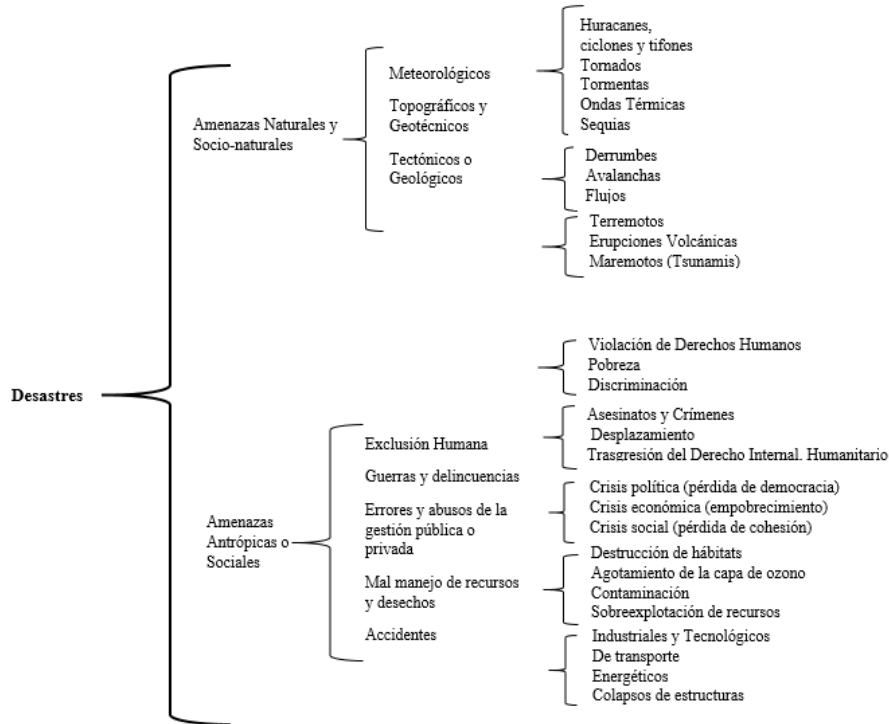 Desastres
Amenazas Naturales y
Socio-naturales
Meteorológicos
Topográficos y
Geotécnicos
Tectónicos o
Geológicos
Huracanes,
ciclones y tifones
Tornados
Tormentas
Ondas Térmicas
Sequias
Derrumbes
Avalanchas
Flujos
Terremotos
Erupciones Volcánicas
Maremotos (Tsunamis)
Amenazas
Antrópicas o
Sociales
Exclusión Humana
Guerras y delincuencias
Errores y abusos de la
gestión pública o
privada
Mal manejo de recursos
y desechos
Accidentes
Violación de Derechos Humanos
Pobreza
Discriminación
Asesinatos y Crímenes
Desplazamiento
Trasgresión del Derecho Internal. Humanitario
Crisis política (pérdida de democracia)
Crisis económica (empobrecimiento)
Crisis social (pérdida de cohesión)
Destrucción de hábitats
Agotamiento de la capa de ozono
Contaminación
Sobreexplotación de recursos
Industriales y Tecnológicos
De transporte
Energéticos
Colapsos de estructuras